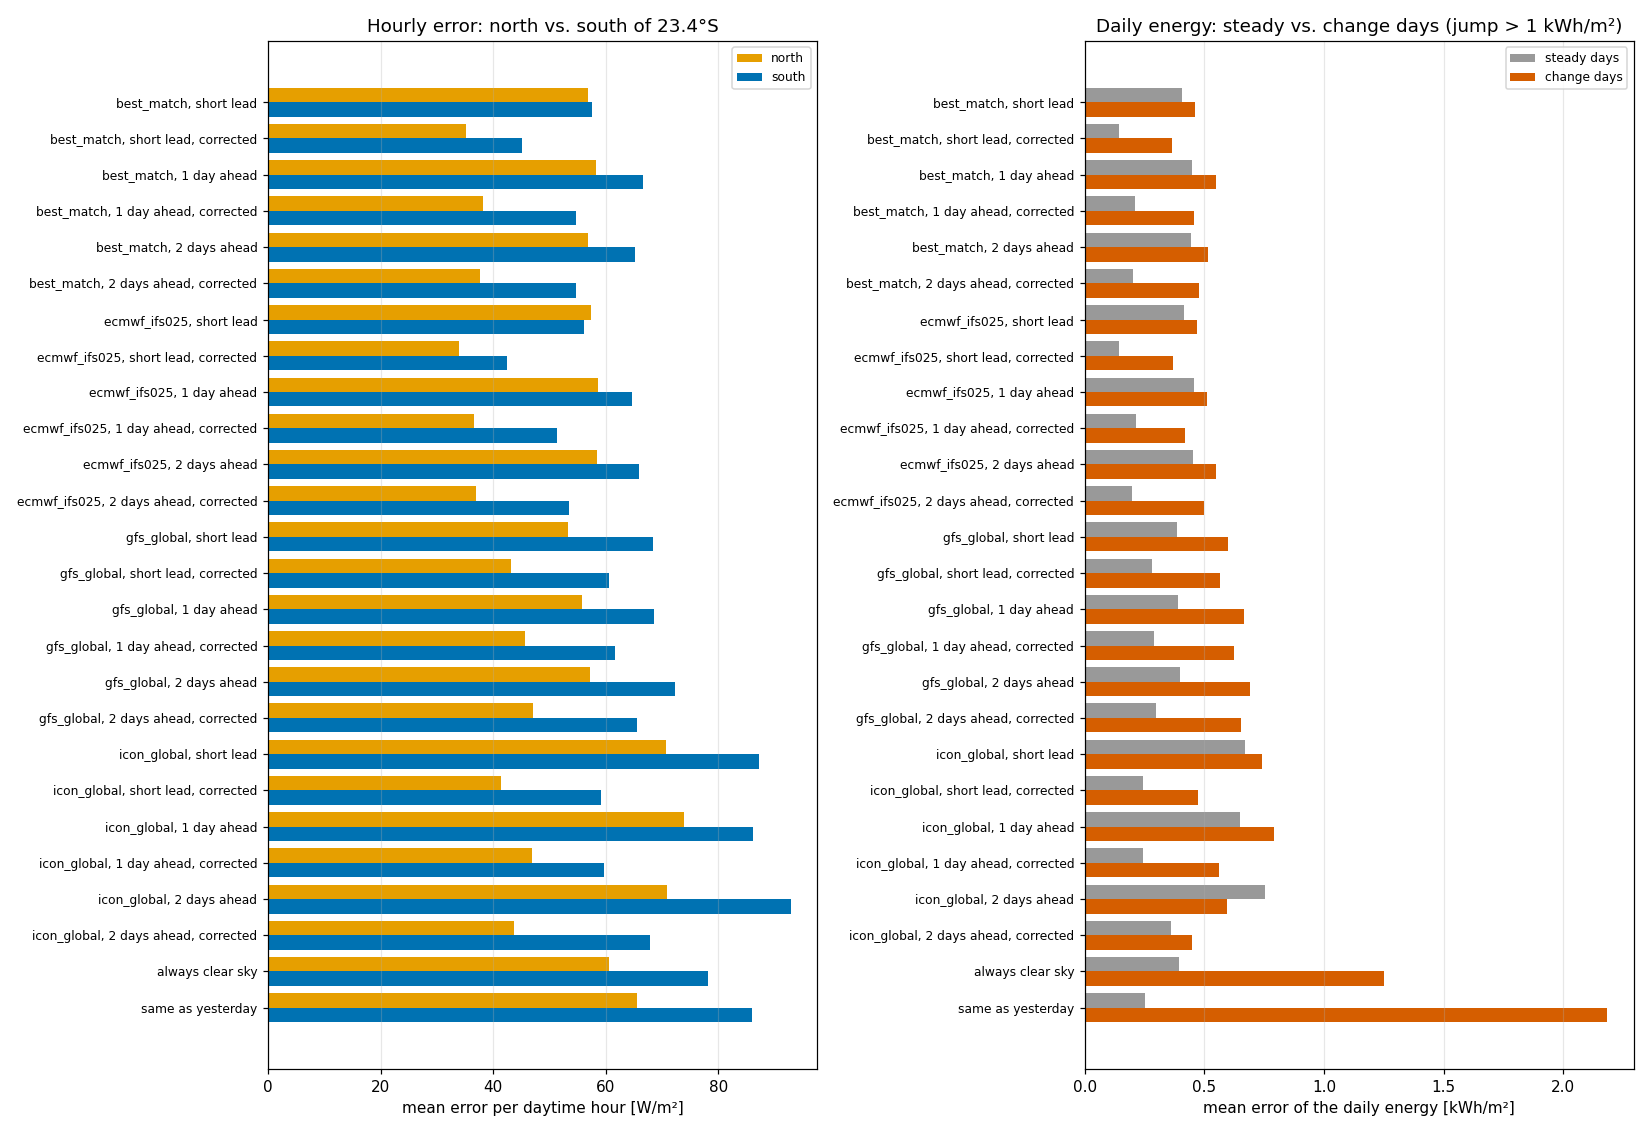 Hourly error: north vs. south of 23.4°S
north
south
best_match, short lead
best_match, short lead, corrected
best_match, 1 day ahead
best_match, 1 day ahead, corrected
best_match, 2 days ahead
best_match, 2 days ahead, corrected
ecmwf_ifs025, short lead
ecmwf_ifs025, short lead, corrected
ecmwf_ifs025, 1 day ahead
ecmwf_ifs025, 1 day ahead, corrected
ecmwf_ifs025, 2 days ahead
ecmwf_ifs025, 2 days ahead, corrected
gfs_global, short lead
gfs_global, short lead, corrected
gfs_global, 1 day ahead
gfs_global, 1 day ahead, corrected
gfs_global, 2 days ahead
gfs_global, 2 days ahead, corrected
icon_global, short lead
icon_global, short lead, corrected
icon_global, 1 day ahead
icon_global, 1 day ahead, corrected
icon_global, 2 days ahead
icon_global, 2 days ahead, corrected
always clear sky
same as yesterday
0 20 40 60 80
mean error per daytime hour [W/m²]
Daily energy: steady vs. change days (jump > 1 kWh/m²)
steady days
change days
best_match, short lead
best_match, short lead, corrected
best_match, 1 day ahead
best_match, 1 day ahead, corrected
best_match, 2 days ahead
best_match, 2 days ahead, corrected
ecmwf_ifs025, short lead
ecmwf_ifs025, short lead, corrected
ecmwf_ifs025, 1 day ahead
ecmwf_ifs025, 1 day ahead, corrected
ecmwf_ifs025, 2 days ahead
ecmwf_ifs025, 2 days ahead, corrected
gfs_global, short lead
gfs_global, short lead, corrected
gfs_global, 1 day ahead
gfs_global, 1 day ahead, corrected
gfs_global, 2 days ahead
gfs_global, 2 days ahead, corrected
icon_global, short lead
icon_global, short lead, corrected
icon_global, 1 day ahead
icon_global, 1 day ahead, corrected
icon_global, 2 days ahead
icon_global, 2 days ahead, corrected
always clear sky
same as yesterday
0.0 0.5 1.0 1.5 2.0
mean error of the daily energy [kWh/m²]